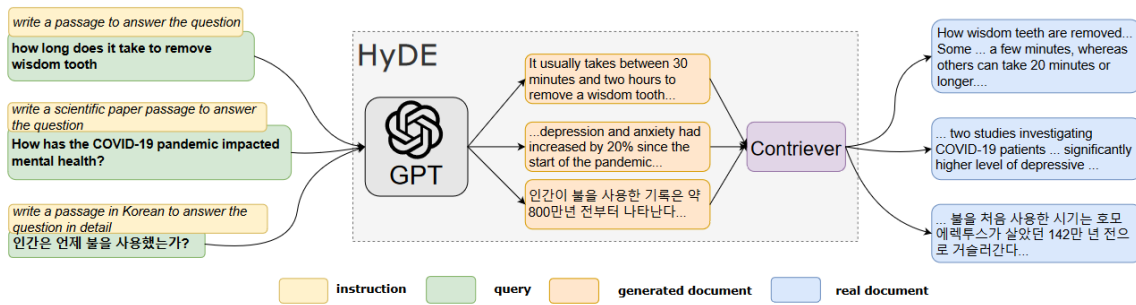 write a passage to answer the question
how long does it take to remove
wisdom tooth
write a scientific paper passage to answer
the question
How has the COVID-19 pandemic impacted
mental health?
write a passage in Korean to answer the
question in detail
인간은 언제 불을 사용했는가?
HyDE
GPT
It usually takes between 30
minutes and two hours to
remove a wisdom tooth...
...depression and anxiety had
increased by 20% since the
start of the pandemic...
인간이 불을 사용한 기록은 약
800만년 전부터 나타난다...
Contriever
How wisdom teeth are removed...
Some ... a few minutes, whereas
others can take 20 minutes or
longer....
... two studies investigating
COVID-19 patients ... significantly
higher level of depressive ...
... 불을 처음 사용한 시기는 호모
에렉투스가 살았던 142만 년 전으
로 거슬러간다...
instruction
query
generated document
real document